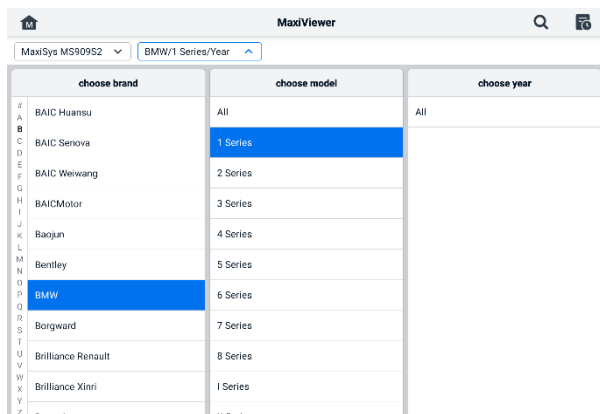 M MaxiViewer
MaxiSys MS909S2 BMW/1 Series/Year
choose brand choose model choose year
#
A
B
C
D
E
F
G
H
I
J
K
L
M
N
O
P
Q
R
S
T
U
V
W
X
Y
Z
BAIC Huansu
BAIC Senova
BAIC Weiwang
BAICMotor
Baojun
Bentley
BMW
Borgward
Brilliance Renault
Brilliance Xinri
All
1 Series
2 Series
3 Series
4 Series
5 Series
6 Series
7 Series
8 Series
I Series
All